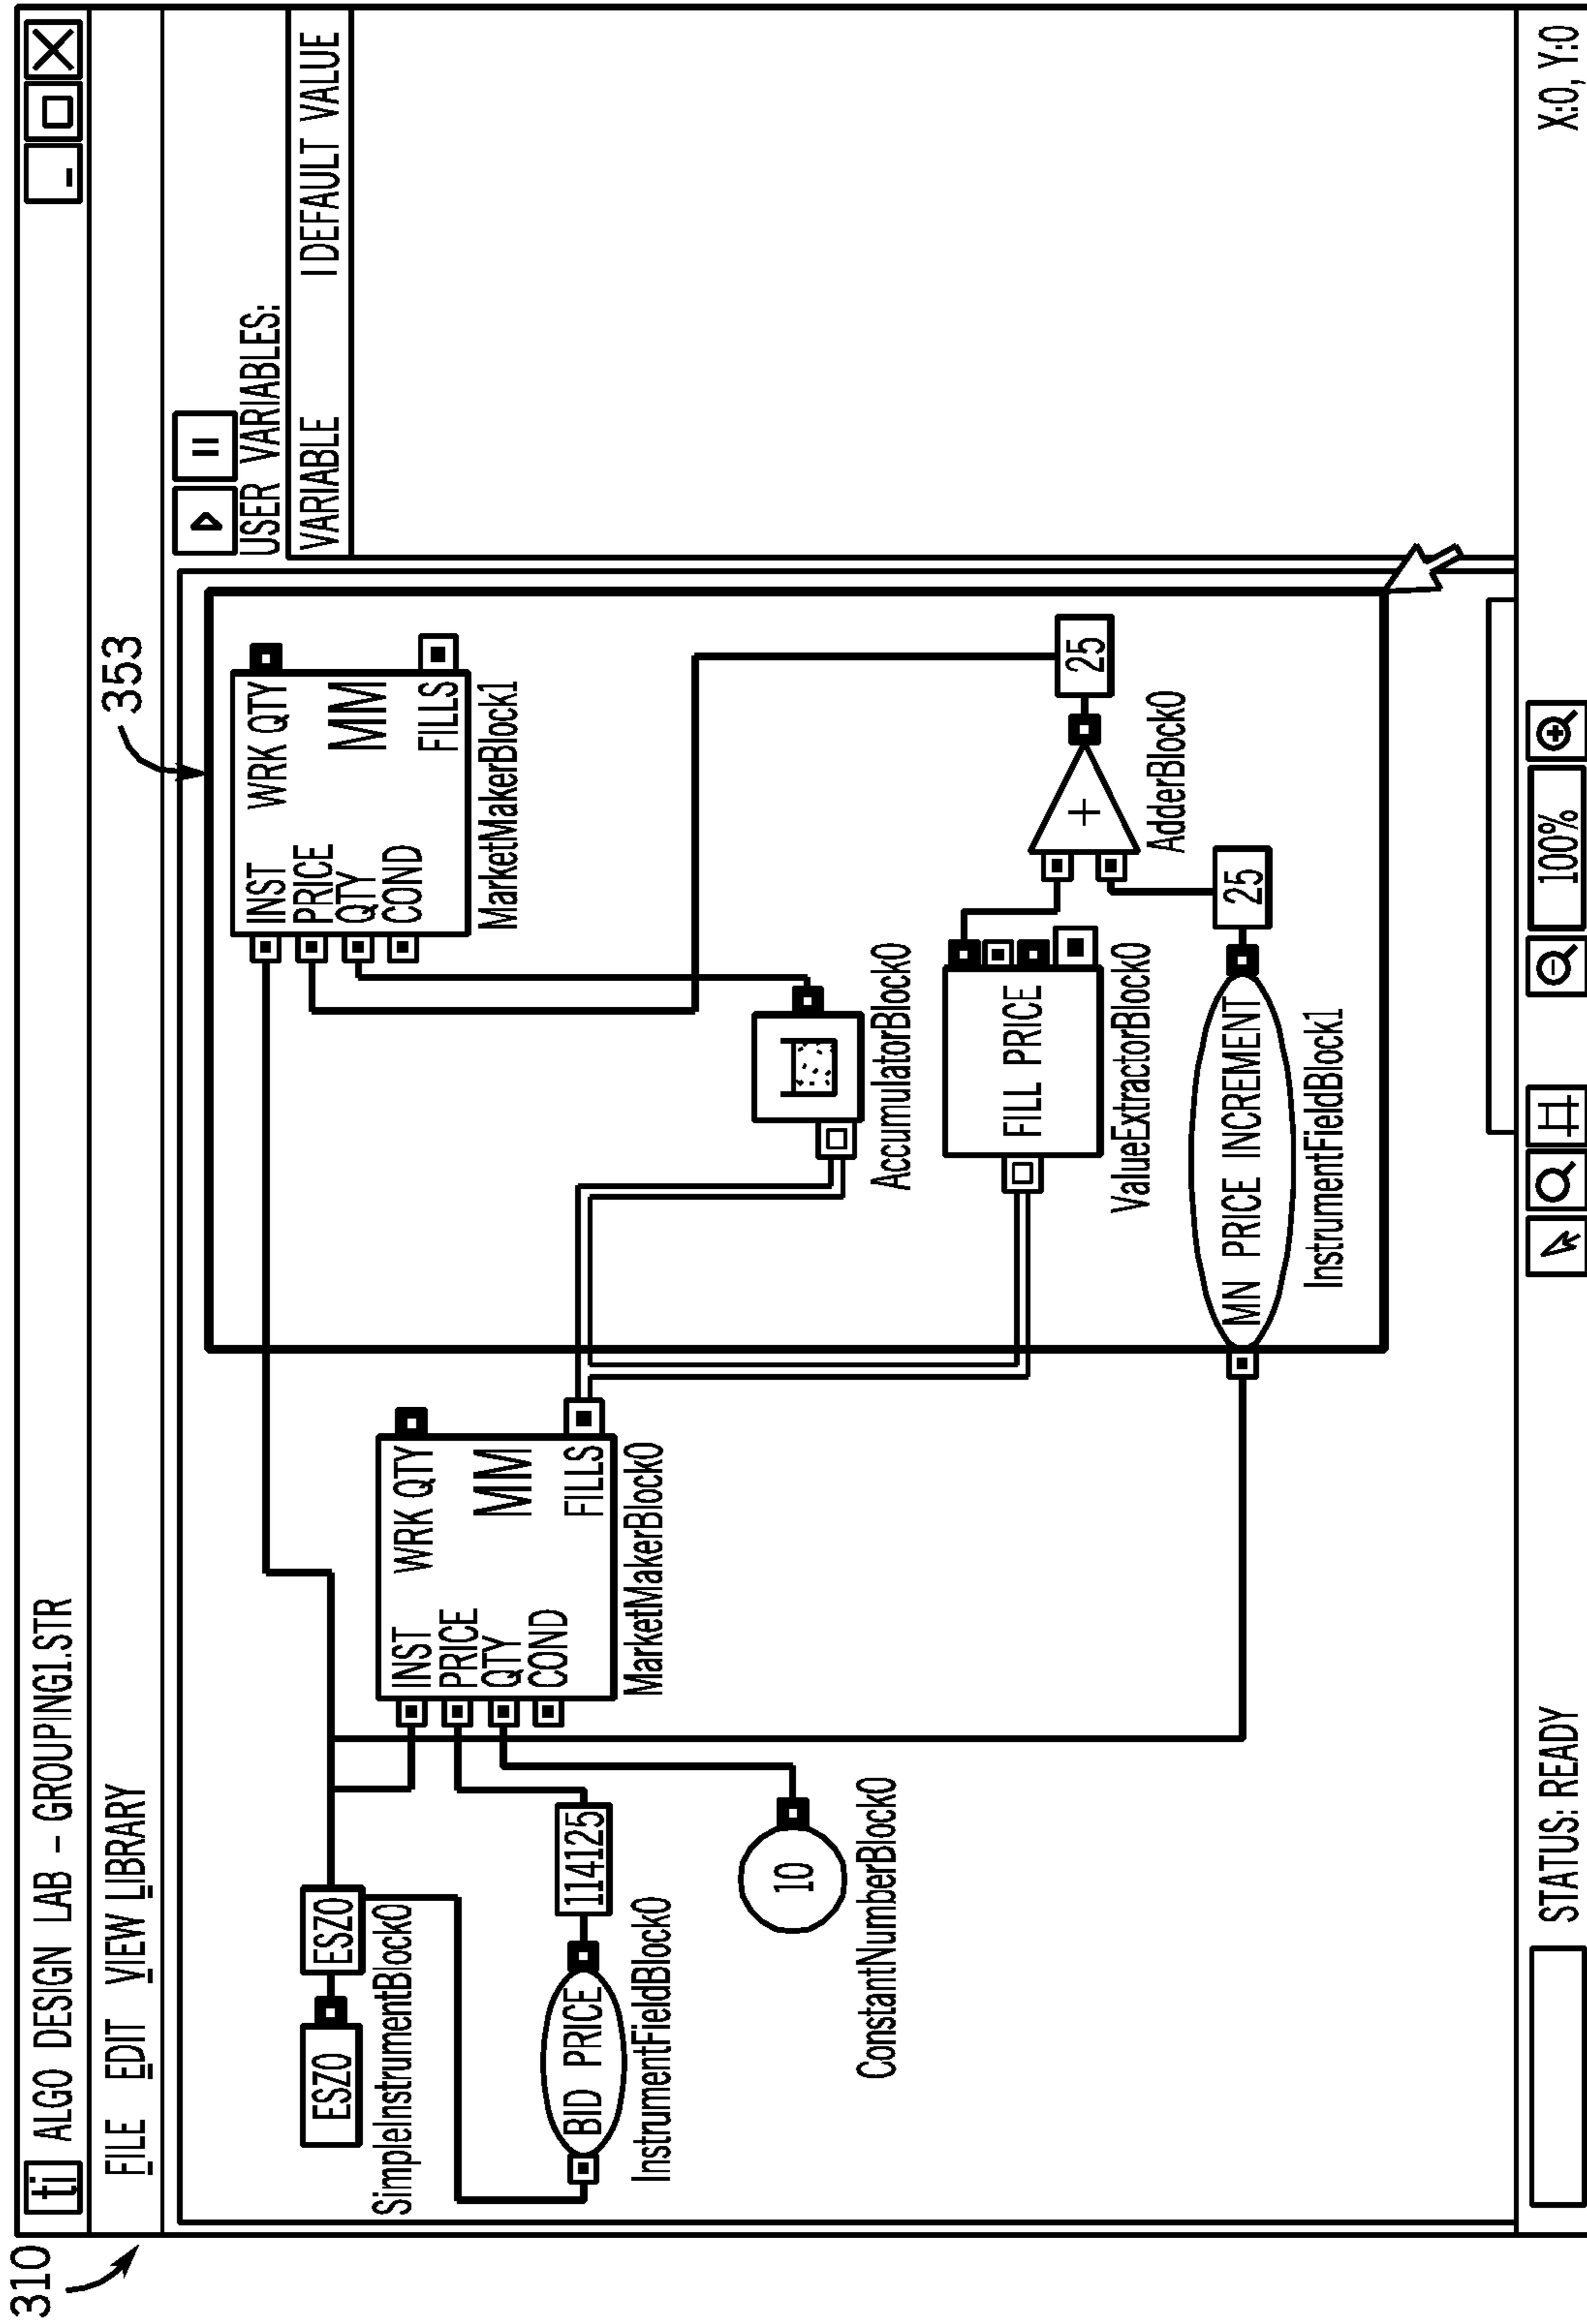 310
ti ALGO DESIGN LAB – GROUPING1.STR
FILE EDIT VIEW LIBRARY
353
USER VARIABLES:
VARIABLE IDEFAULT VALUE
ESZ0
ESZ0
SimpleInstrumentBlock0
BID PRICE
114125
InstrumentFieldBlock0
10
ConstantNumberBlock0
INST
PRICE
QTY
COND
WRK QTY
MM
FILLS
MarketMakerBlock0
INST
PRICE
QTY
COND
WRK QTY
MM
FILLS
MarketMakerBlock1
AccumulatorBlock0
FILL PRICE
ValueExtractorBlock0
+
25
AdderBlock0
MN PRICE INCREMENT
25
InstrumentFieldBlock1
STATUS: READY
100%
X:0, Y:0